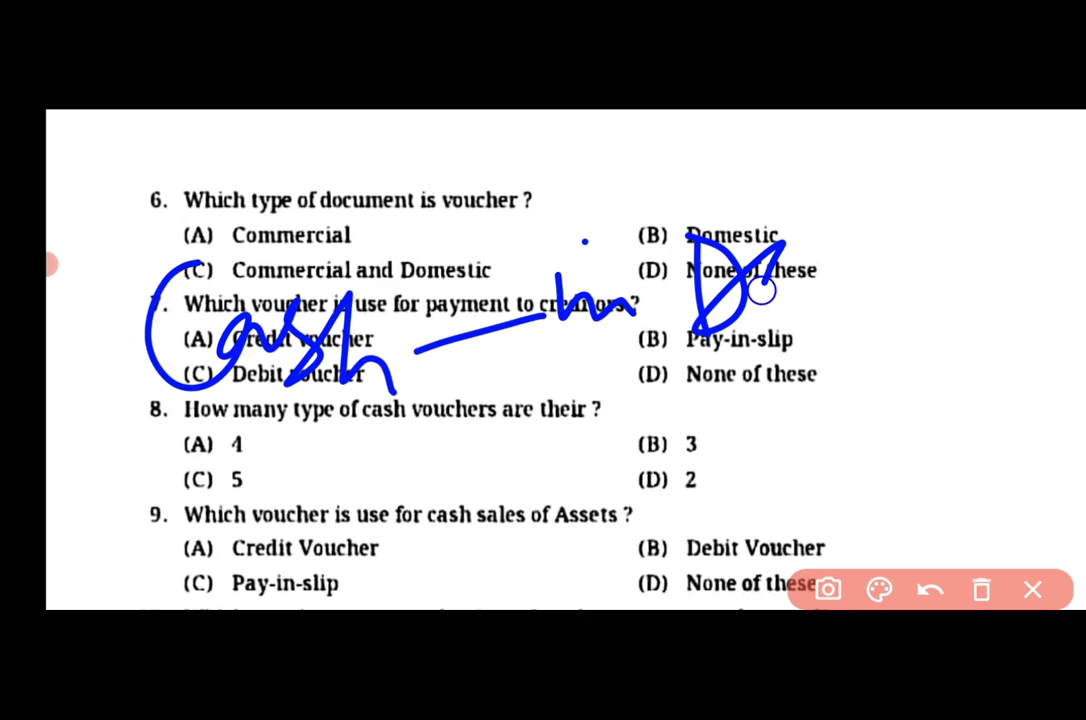 6. Which type of document is voucher ?
(A) Commercial (B) Domestic
(C) Commercial and Domestic (D) None of these
7. Which voucher is use for payment to creditors ?
(A) Credit voucher (B) Pay-in-slip
(C) Debit voucher (D) None of these
Cash — in
8. How many type of cash vouchers are their ?
(A) 4 (B) 3
(C) 5 (D) 2
9. Which voucher is use for cash sales of Assets ?
(A) Credit Voucher (B) Debit Voucher
(C) Pay-in-slip (D) None of these